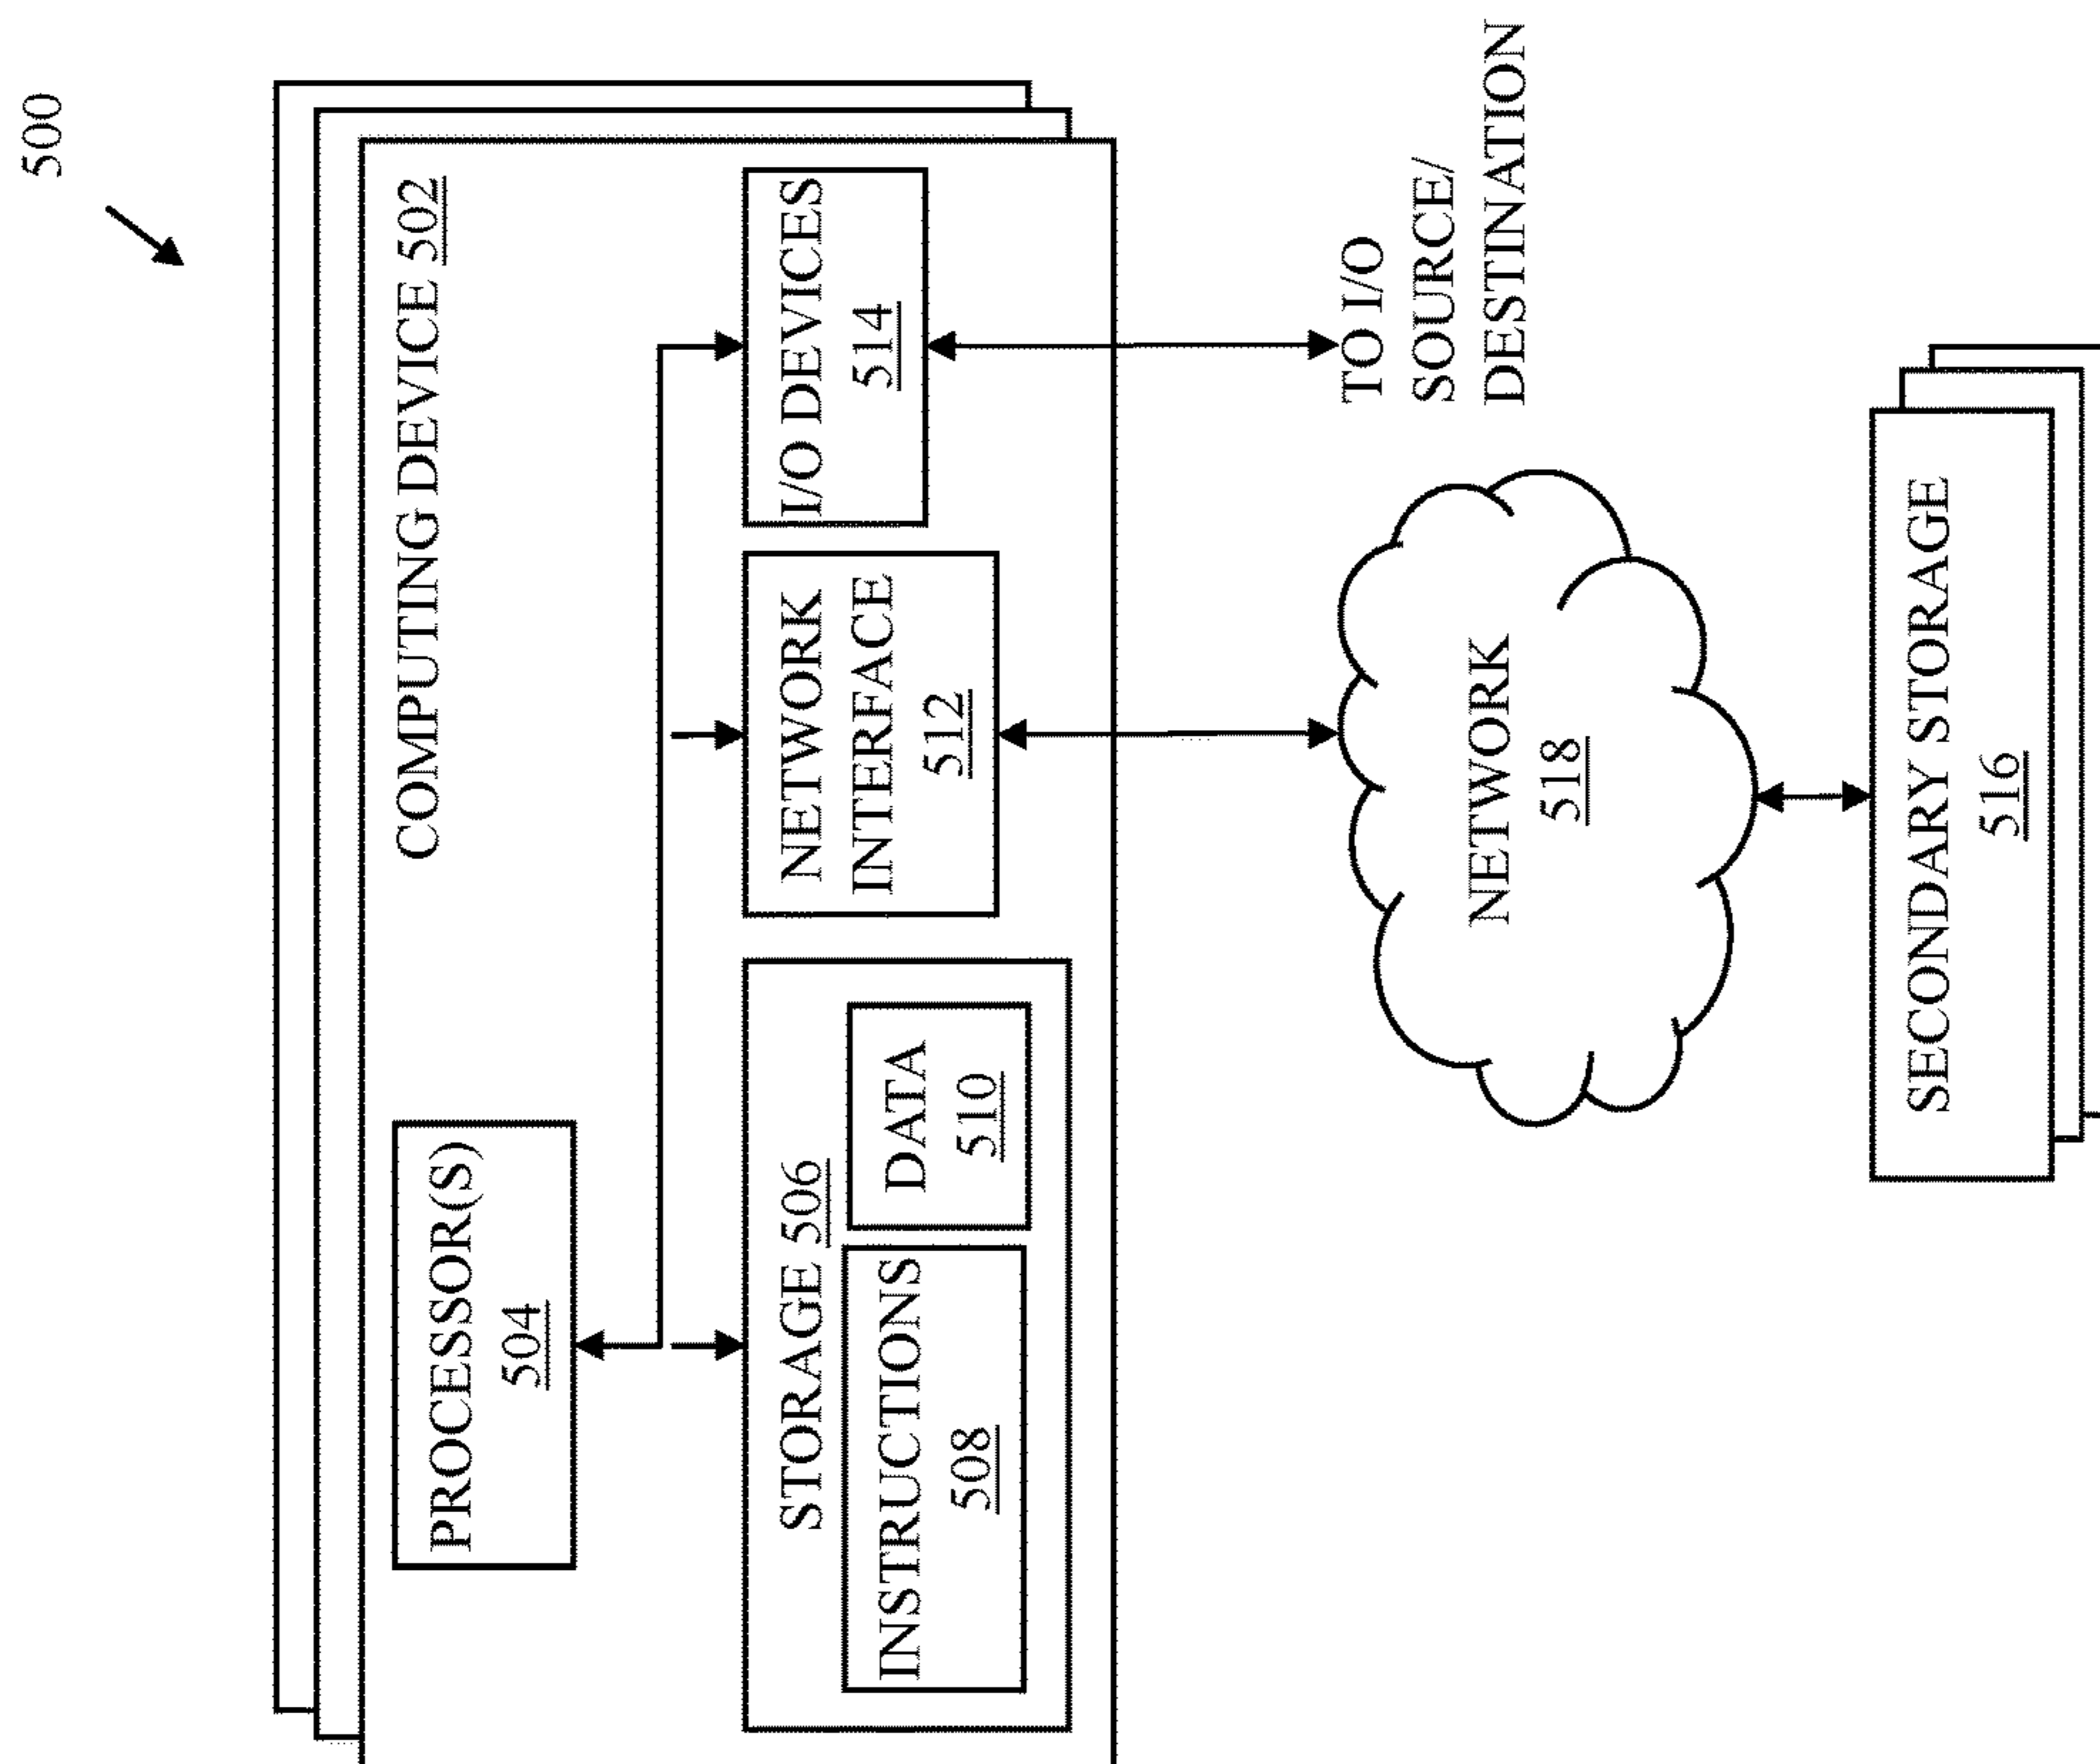 500
COMPUTING DEVICE 502
PROCESSOR(S)
504
STORAGE 506
INSTRUCTIONS
508
DATA
510
NETWORK
INTERFACE
512
I/O DEVICES
514
TO I/O
SOURCE/
DESTINATION
NETWORK
518
SECONDARY STORAGE
516